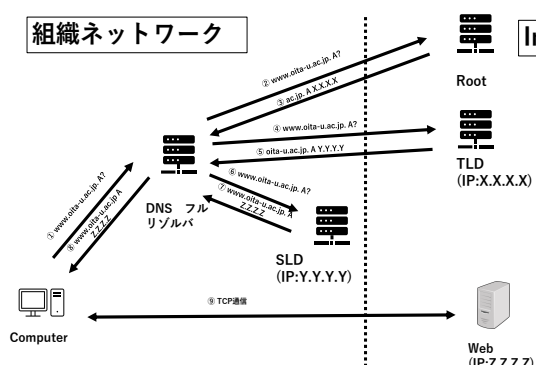 組織ネットワーク
② www.oita-u.ac.jp. A?
③ ac.jp. A X.X.X.X
Root
④ www.oita-u.ac.jp. A?
⑤ oita-u.ac.jp. A Y.Y.Y.Y
TLD
(IP:X.X.X.X)
① www.oita-u.ac.jp. A?
⑧ www.oita-u.ac.jp A
Z.Z.Z.Z
DNS フル
リゾルバ
⑥ www.oita-u.ac.jp. A?
⑦ www.oita-u.ac.jp. A
Z.Z.Z.Z
SLD
(IP:Y.Y.Y.Y)
⑨ TCP通信
Computer
Web
(IP:Z.Z.Z.Z)